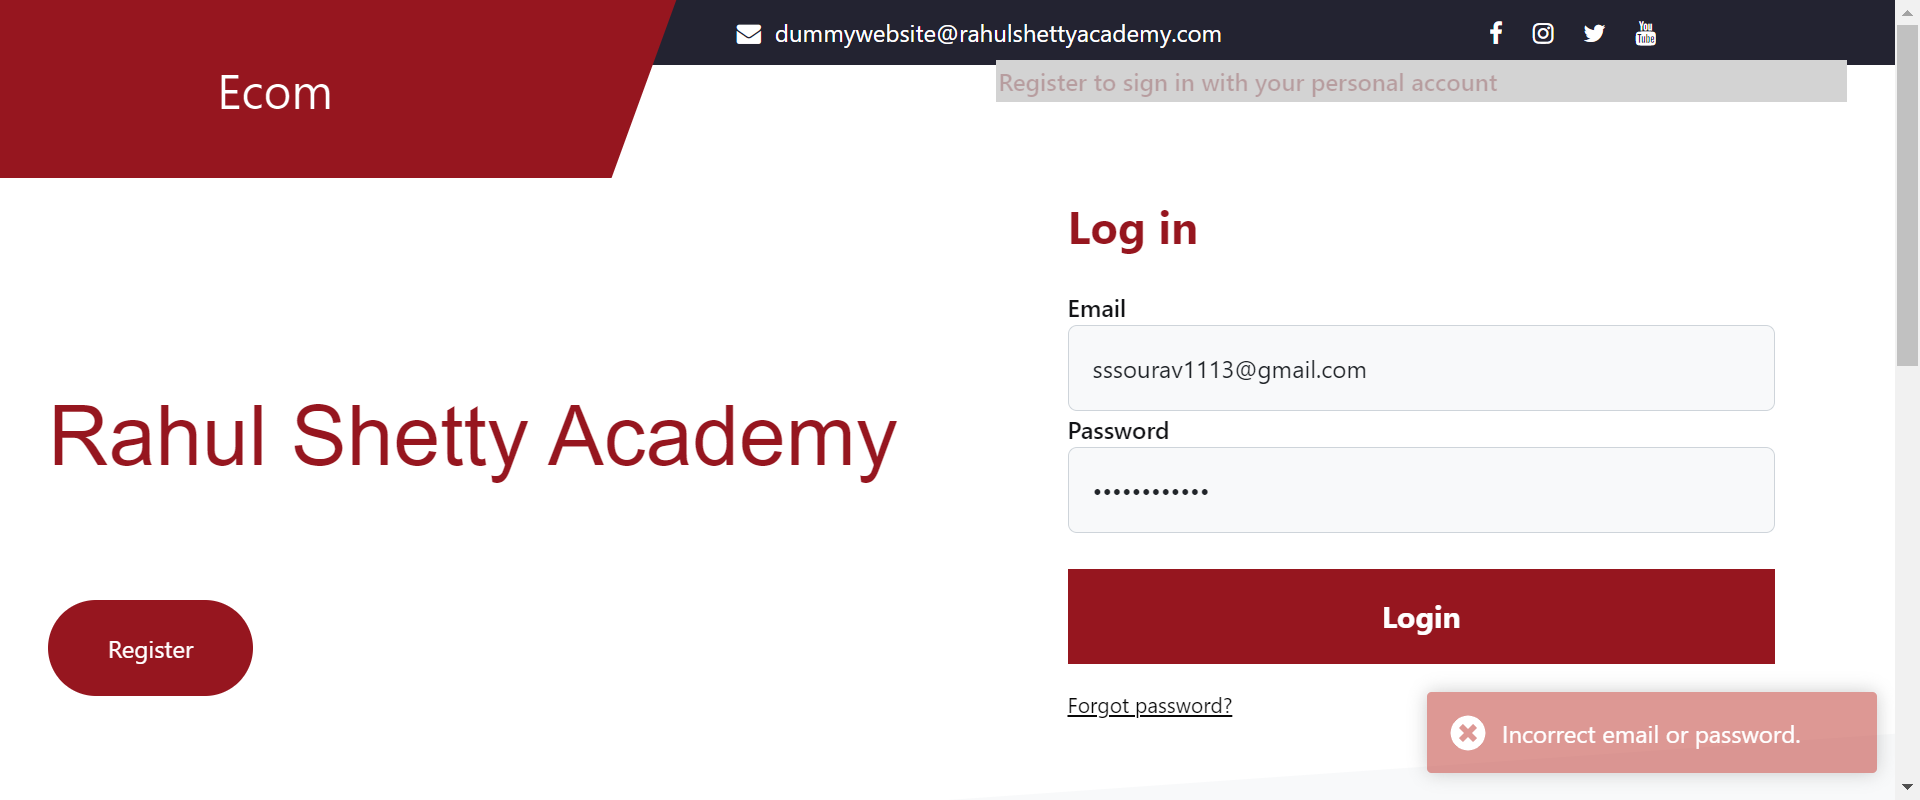 dummywebsite@rahulshettyacademy.com
You
Tube
Ecom
Register to sign in with your personal account
Log in
Email
sssourav1113@gmail.com
Rahul Shetty Academy
Password
••••••••••••
Login
Register
Forgot password?
Incorrect email or password.